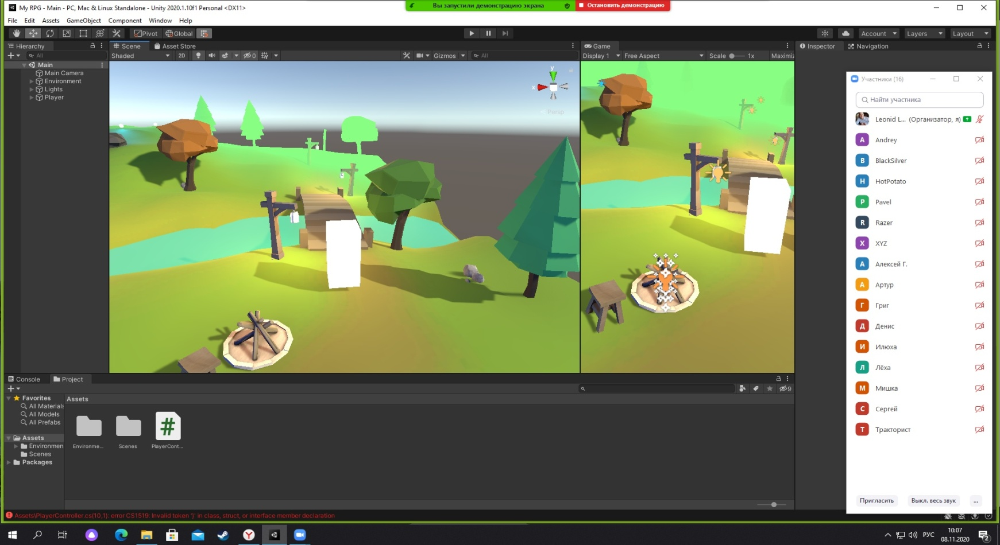 My RPG - Main - PC, Mac & Linux Standalone - Unity 2020.1.10f1 Personal <DX11>
Вы запустили демонстрацию экрана
Остановить демонстрацию
File Edit Assets GameObject Component Window Help
Pivot Global
Account Layers Layout
Hierarchy
Scene Asset Store
Game
Inspector Navigation
All
Shaded 2D 0 Gizmos All
Display 1 Free Aspect Scale 1x Maximiz
Main
Main Camera
Environment
Lights
Player
y
x
Persp
Участники (16)
Найти участника
Leonid L... (Организатор, я)
A Andrey
B BlackSilver
H HotPotato
P Pavel
R Razer
X XYZ
А Алексей Г.
А Артур
Г Григ
Д Денис
И Илюха
Л Лёха
М Мишка
С Сергей
Т Тракторист
Пригласить Выкл. весь звук ...
Console Project
9
Favorites
All Materials
All Models
All Prefabs
Assets
Environmen
Scenes
Packages
Assets
#
Environme... Scenes PlayerCont...
Assets\PlayerController.cs(10,1): error CS1519: Invalid token '}' in class, struct, or interface member declaration
РУС
10:07
08.11.2020
2